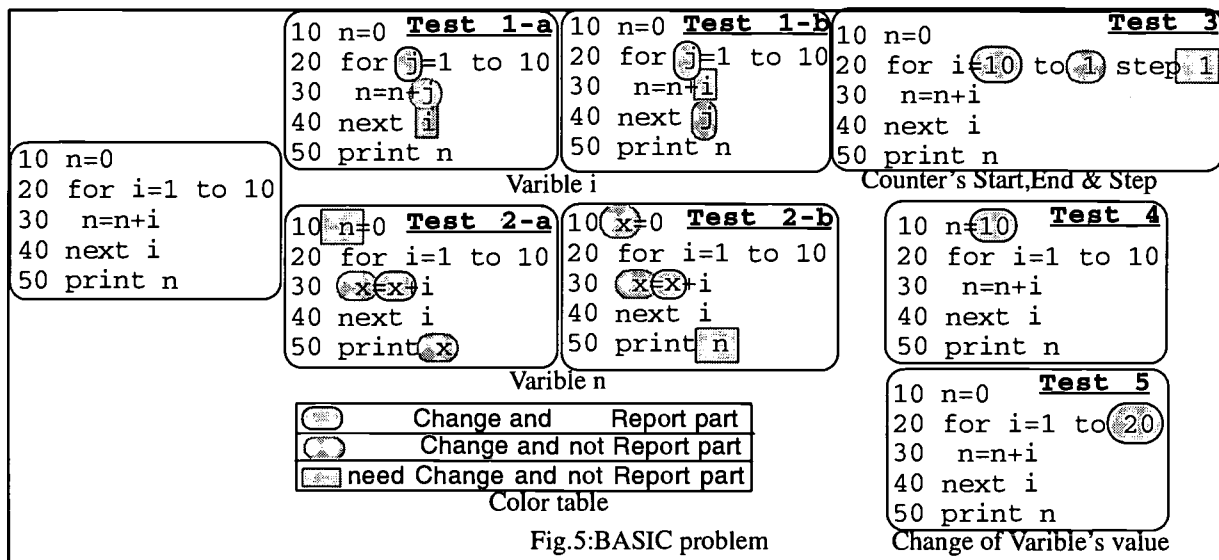 10 n=0
20 for i=1 to 10
30 n=n+i
40 next i
50 print n
Test 1-a
10 n=0
20 for j=1 to 10
30 n=n+j
40 next i
50 print n
Test 1-b
10 n=0
20 for j=1 to 10
30 n=n+i
40 next j
50 print n
Varible i
Test 3
10 n=0
20 for i=10 to 1 step 1
30 n=n+i
40 next i
50 print n
Counter's Start,End & Step
Test 2-a
10 n=0
20 for i=1 to 10
30 x=x+i
40 next i
50 print x
Test 2-b
10 x=0
20 for i=1 to 10
30 x=x+i
40 next i
50 print n
Varible n
Test 4
10 n=10
20 for i=1 to 10
30 n=n+i
40 next i
50 print n
Test 5
10 n=0
20 for i=1 to 20
30 n=n+i
40 next i
50 print n
Change of Varible's value
Change and Report part
Change and not Report part
need Change and not Report part
Color table
Fig.5:BASIC problem